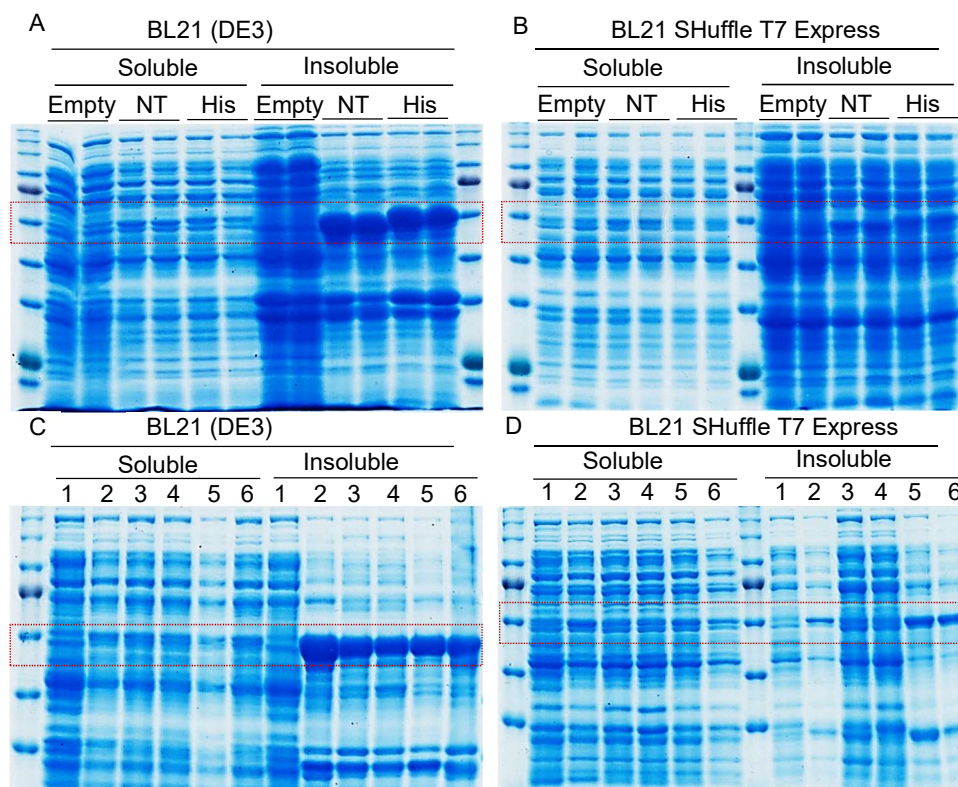 A
BL21 (DE3)
Soluble Insoluble
Empty NT His Empty NT His
B
BL21 SHuffle T7 Express
Soluble Insoluble
Empty NT His Empty NT His
C
BL21 (DE3)
Soluble Insoluble
1 2 3 4 5 6 1 2 3 4 5 6
D
BL21 SHuffle T7 Express
Soluble Insoluble
1 2 3 4 5 6 1 2 3 4 5 6